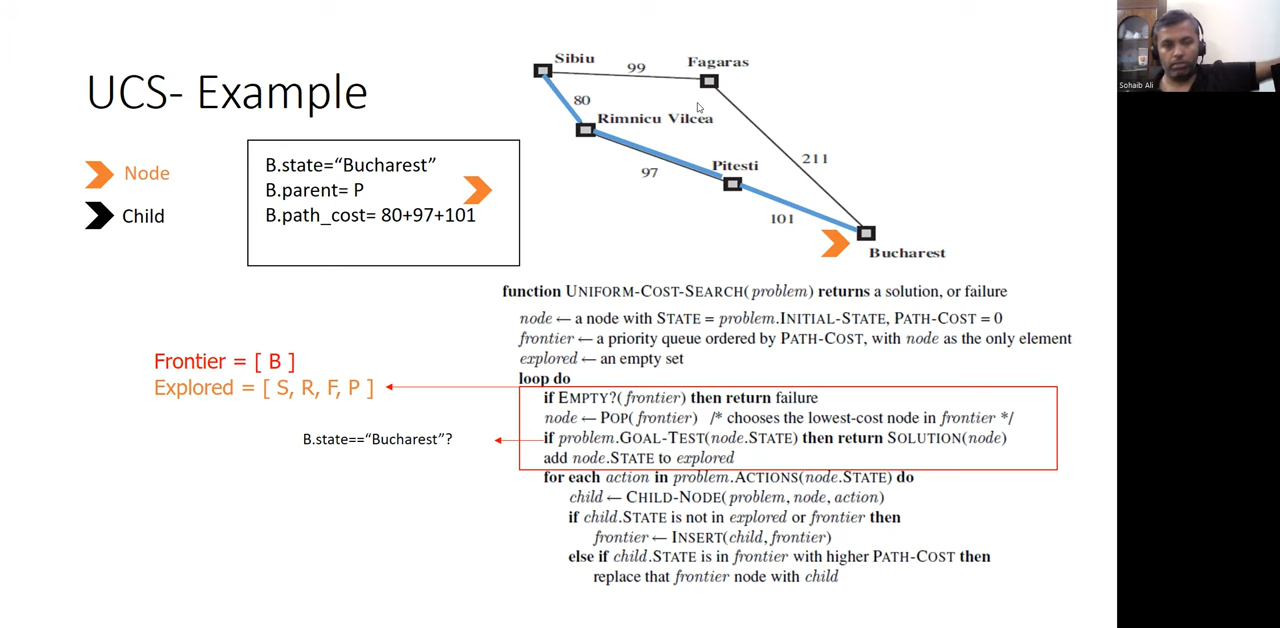 UCS- Example
Node
Child
B.state=“Bucharest”
B.parent= P
B.path_cost= 80+97+101
Sibiu
99
Fagaras
80
Rimnicu Vilcea
97
Pitesti
211
101
Bucharest
Sohaib Ali
function UNIFORM-COST-SEARCH(problem) returns a solution, or failure
node ← a node with STATE = problem.INITIAL-STATE, PATH-COST = 0
frontier ← a priority queue ordered by PATH-COST, with node as the only element
explored ← an empty set
loop do
if EMPTY?(frontier) then return failure
node ← POP(frontier) /* chooses the lowest-cost node in frontier */
if problem.GOAL-TEST(node.STATE) then return SOLUTION(node)
add node.STATE to explored
for each action in problem.ACTIONS(node.STATE) do
child ← CHILD-NODE(problem, node, action)
if child.STATE is not in explored or frontier then
frontier ← INSERT(child, frontier)
else if child.STATE is in frontier with higher PATH-COST then
replace that frontier node with child
Frontier = [ B ]
Explored = [ S, R, F, P ]
B.state==“Bucharest”?